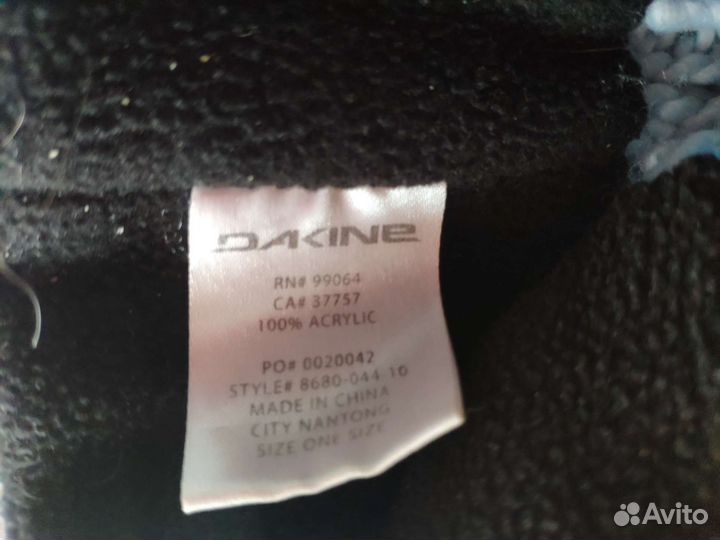 DAKINE
RN# 99064
CA# 37757
100% ACRYLIC
PO# 0020042
STYLE# 8680-044-10
MADE IN CHINA
CITY NANTONG
SIZE ONE SIZE
Avito